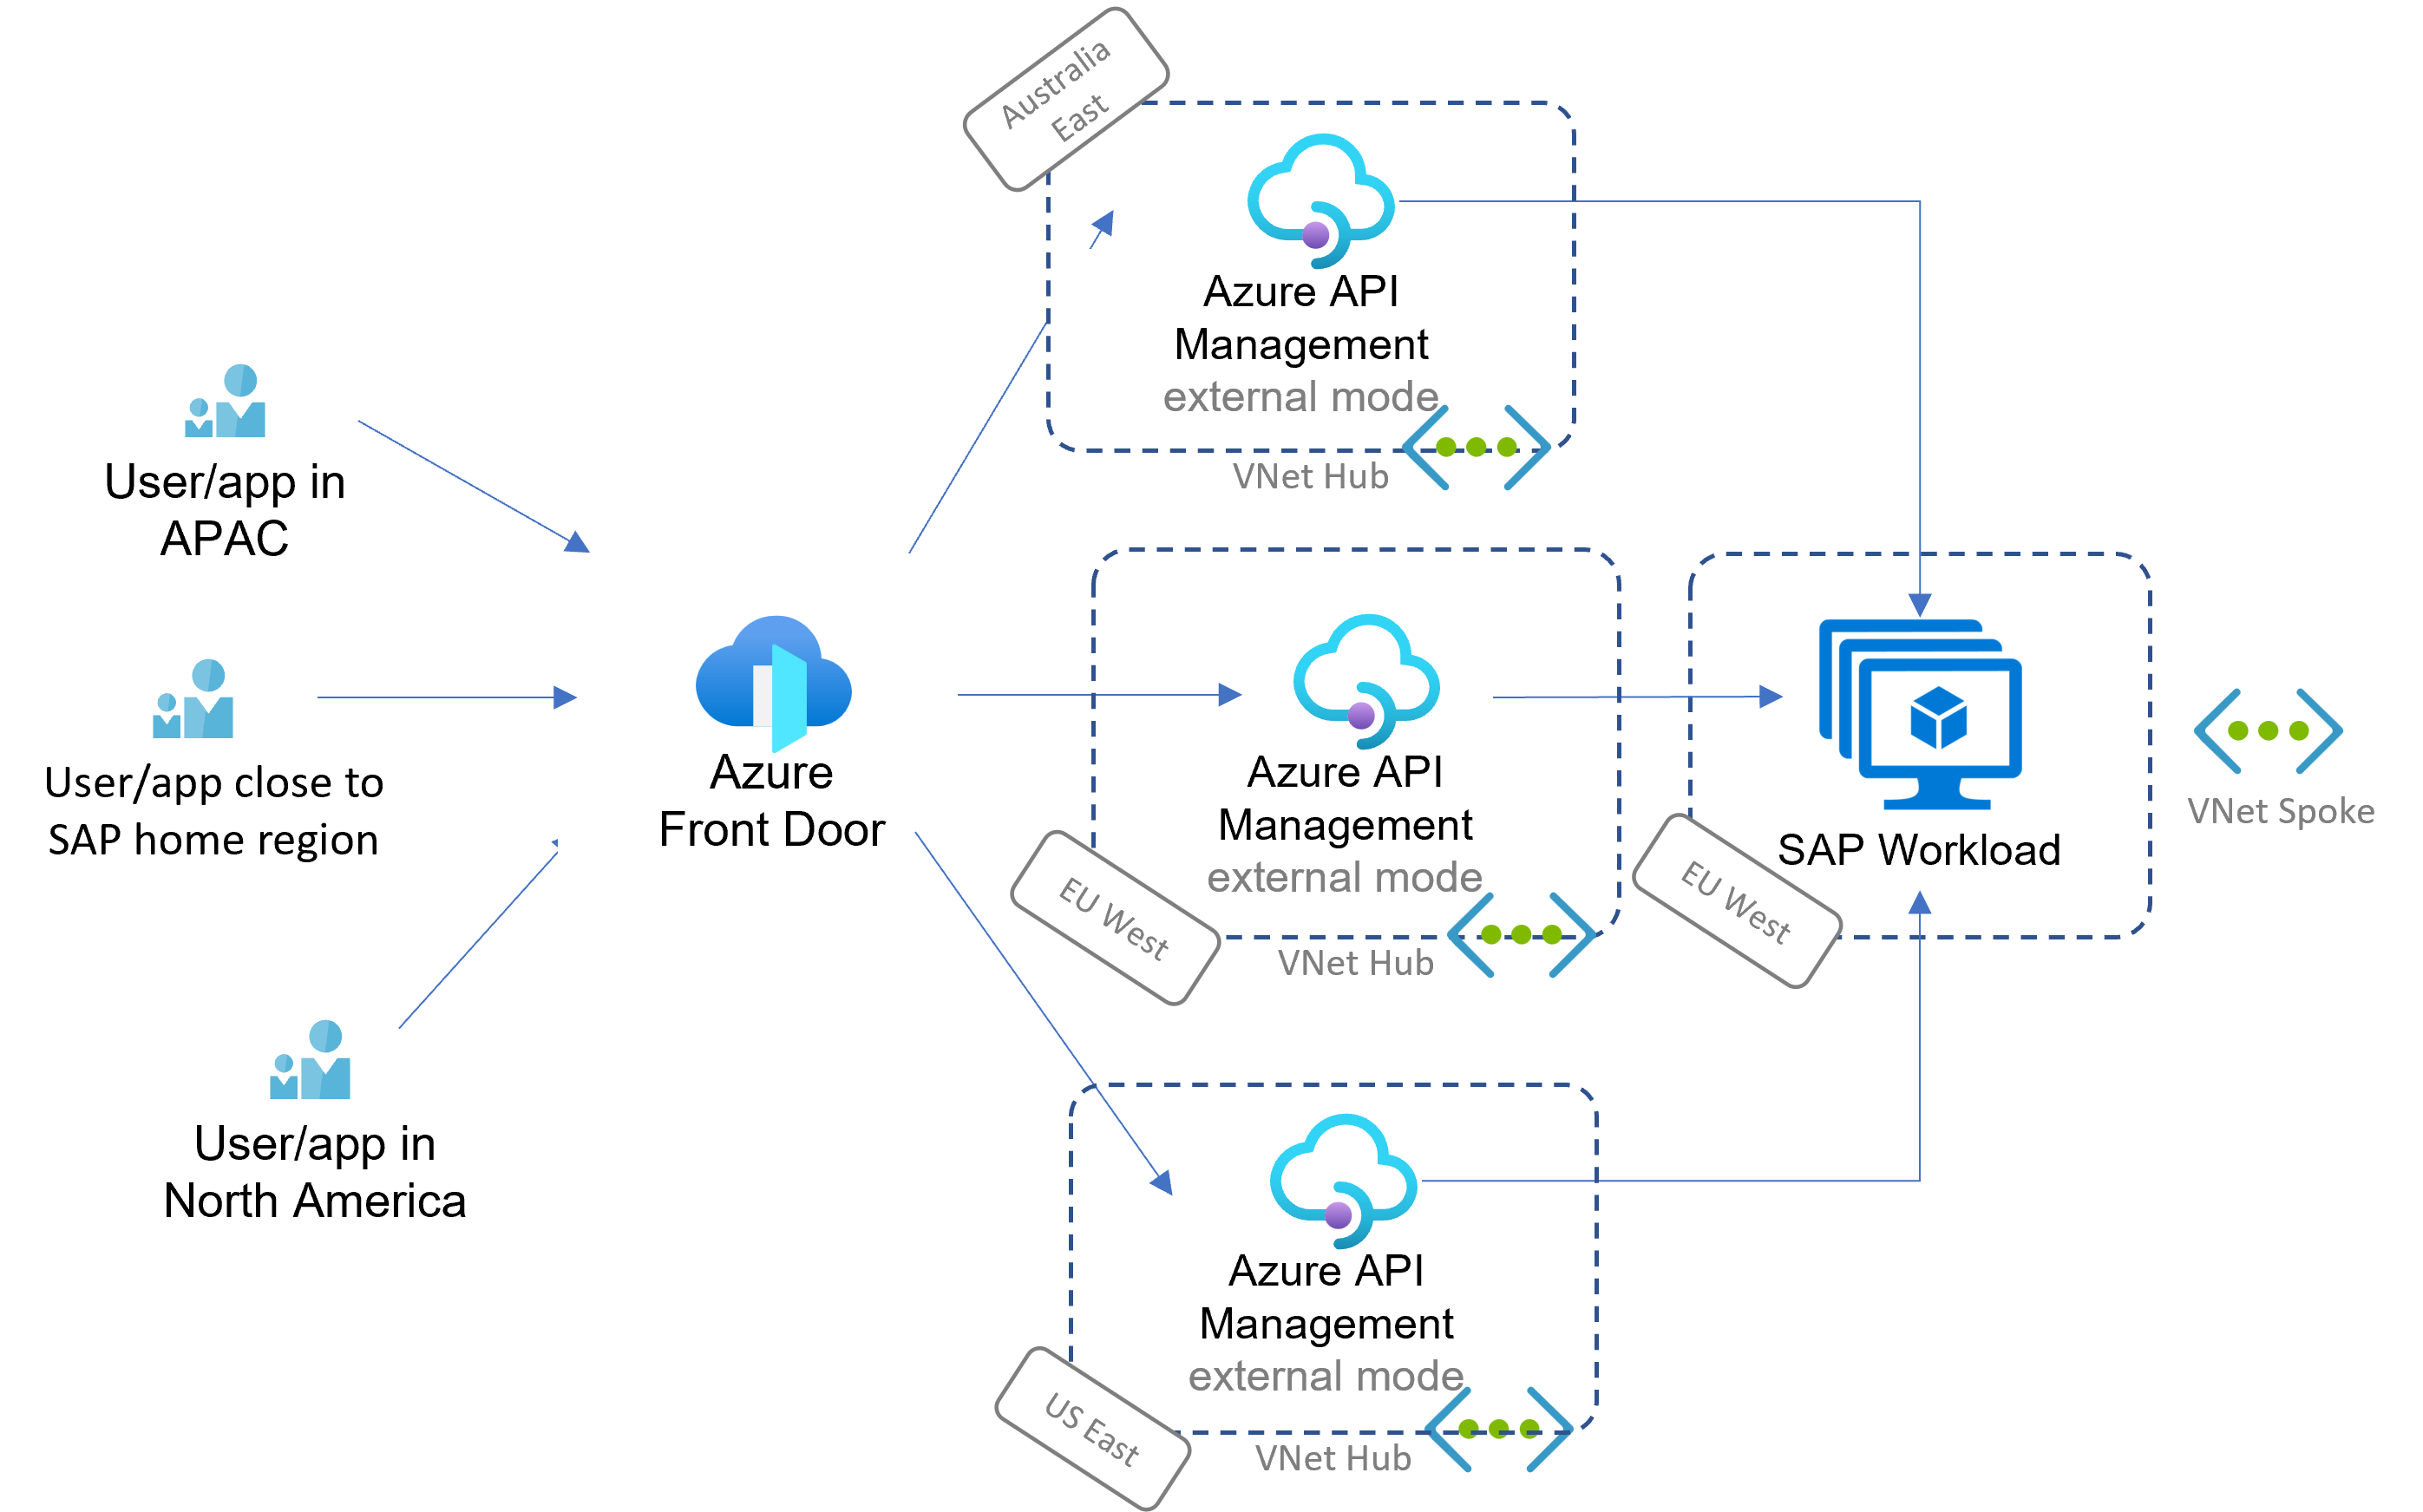 Australia
East
Azure API
Management
external mode
VNet Hub
User/app in
APAC
User/app close to
SAP home region
User/app in
North America
Azure
Front Door
Azure API
Management
external mode
EU West
VNet Hub
SAP Workload
EU West
VNet Spoke
Azure API
Management
external mode
US East
VNet Hub